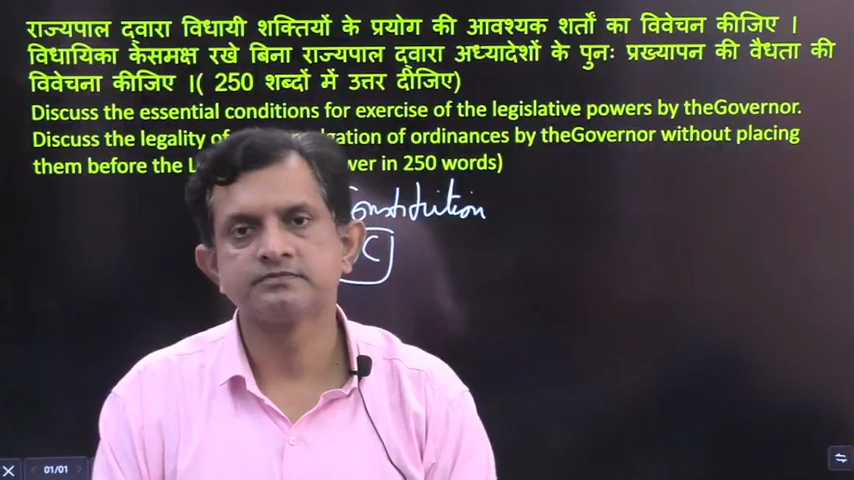 राज्यपाल द्वारा विधायी शक्तियों के प्रयोग की आवश्यक शर्तों का विवेचन कीजिए ।
विधायिका केसमक्ष रखे बिना राज्यपाल द्वारा अध्यादेशों के पुनः प्रख्यापन की वैधता की
विवेचना कीजिए ।( 250 शब्दों में उत्तर दीजिए)
Discuss the essential conditions for exercise of the legislative powers by theGovernor.
Discuss the legality of of ordinances by theGovernor without placing
them before the in 250 words)
onstitution
C
01/01